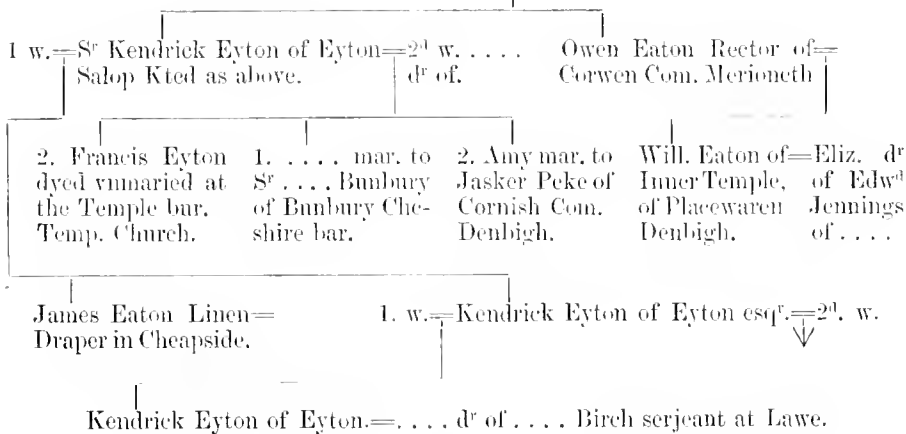 1 w.=Sʳ Kendrick Eyton of Eyton=2ᵈ w. . . . .
Salop Kted as above. dʳ of.
Owen Eaton Rector of=
Corwen Com. Merioneth
2. Francis Eyton
dyed vnmaried at
the Temple bur.
Temp. Church.
1. . . . . mar. to
Sʳ . . . . Bunbury
of Bunbury Che-
shire bar.
2. Amy mar. to
Jasker Peke of
Cornish Com.
Denbigh.
Will. Eaton of=Eliz. dʳ
Inner Temple, of Edwᵈ
of Placewaren Jennings
Denbigh. of . . . .
James Eaton Linen=
Draper in Cheapside.
1. w.=Kendrick Eyton of Eyton esqʳ.=2ᵈ. w.
Kendrick Eyton of Eyton.=. . . . dʳ of . . . . Birch serjeant at Lawe.